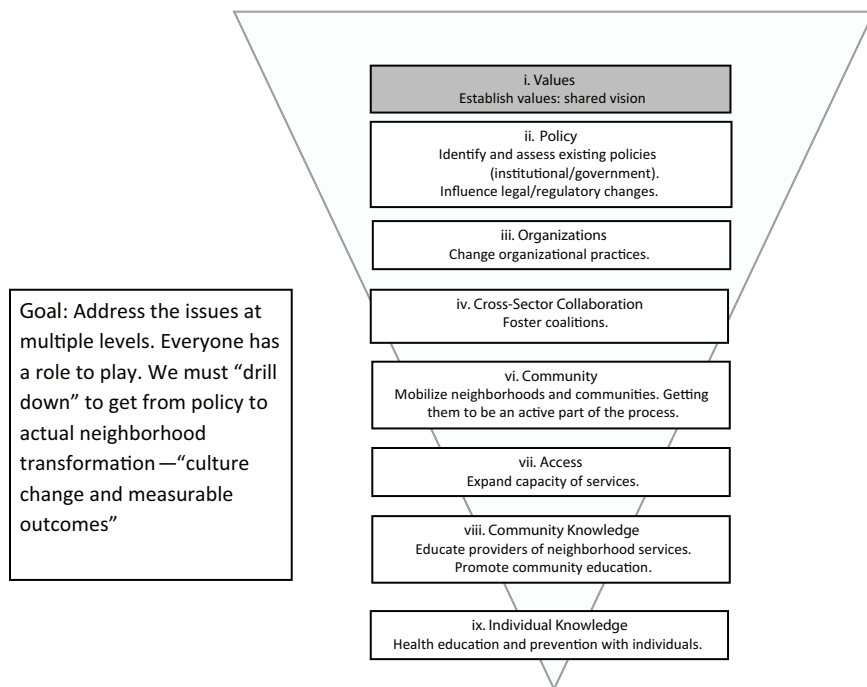 i. Values
Establish values: shared vision
ii. Policy
Identify and assess existing policies
(institutional/government).
Influence legal/regulatory changes.
iii. Organizations
Change organizational practices.
iv. Cross-Sector Collaboration
Foster coalitions.
vi. Community
Mobilize neighborhoods and communities. Getting
them to be an active part of the process.
vii. Access
Expand capacity of services.
viii. Community Knowledge
Educate providers of neighborhood services.
Promote community education.
ix. Individual Knowledge
Health education and prevention with individuals.
Goal: Address the issues at
multiple levels. Everyone has
a role to play. We must “drill
down” to get from policy to
actual neighborhood
transformation—“culture
change and measurable
outcomes”